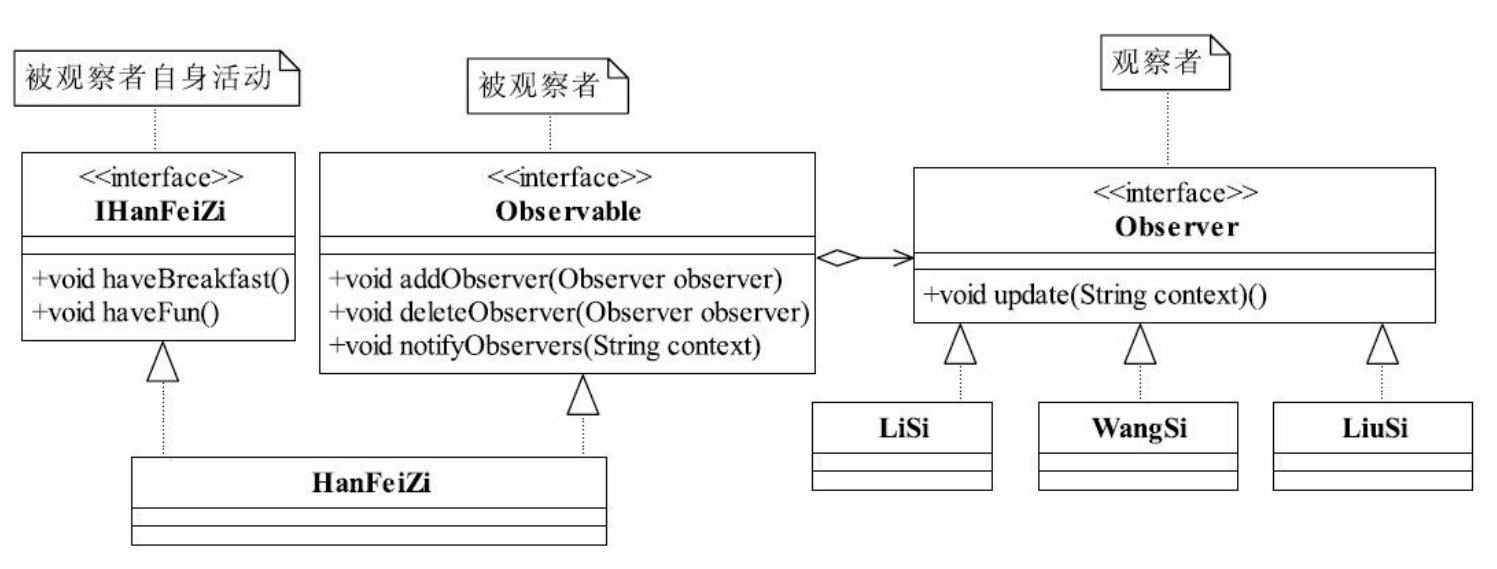 被观察者自身活动
被观察者
观察者
<<interface>>
IHanFeiZi
+void haveBreakfast()
+void haveFun()
<<interface>>
Observable
+void addObserver(Observer observer)
+void deleteObserver(Observer observer)
+void notifyObservers(String context)
<<interface>>
Observer
+void update(String context)()
HanFeiZi
LiSi
WangSi
LiuSi